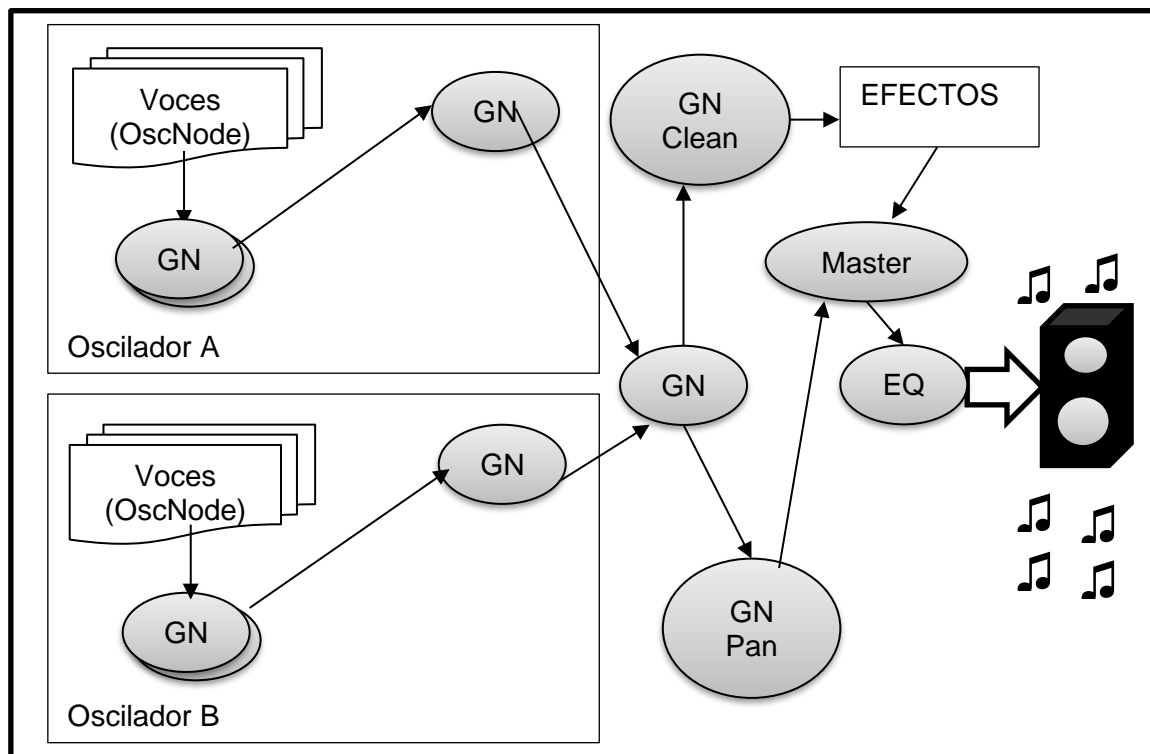 Voces
(OscNode)
GN
GN
Oscilador A
Voces
(OscNode)
GN
GN
Oscilador B
GN
Clean
EFECTOS
Master
GN
EQ
GN
Pan